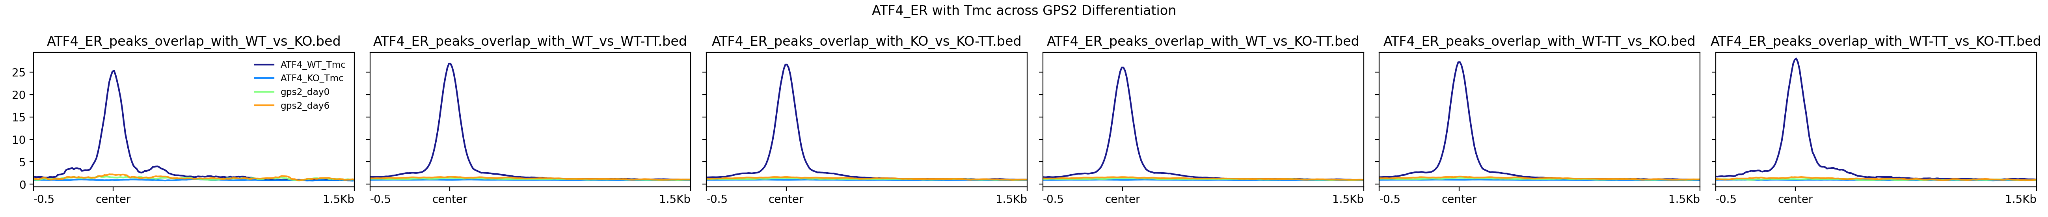 ATF4_ER with Tmc across GPS2 Differentiation
ATF4_ER_peaks_overlap_with_WT_vs_KO.bed
25
20
15
10
5
0
ATF4_WT_Tmc
ATF4_KO_Tmc
gps2_day0
gps2_day6
-0.5 center 1.5Kb
ATF4_ER_peaks_overlap_with_WT_vs_WT-TT.bed
-0.5 center 1.5Kb
ATF4_ER_peaks_overlap_with_KO_vs_KO-TT.bed
-0.5 center 1.5Kb
ATF4_ER_peaks_overlap_with_WT_vs_KO-TT.bed
-0.5 center 1.5Kb
ATF4_ER_peaks_overlap_with_WT-TT_vs_KO.bed
-0.5 center 1.5Kb
ATF4_ER_peaks_overlap_with_WT-TT_vs_KO-TT.bed
-0.5 center 1.5Kb